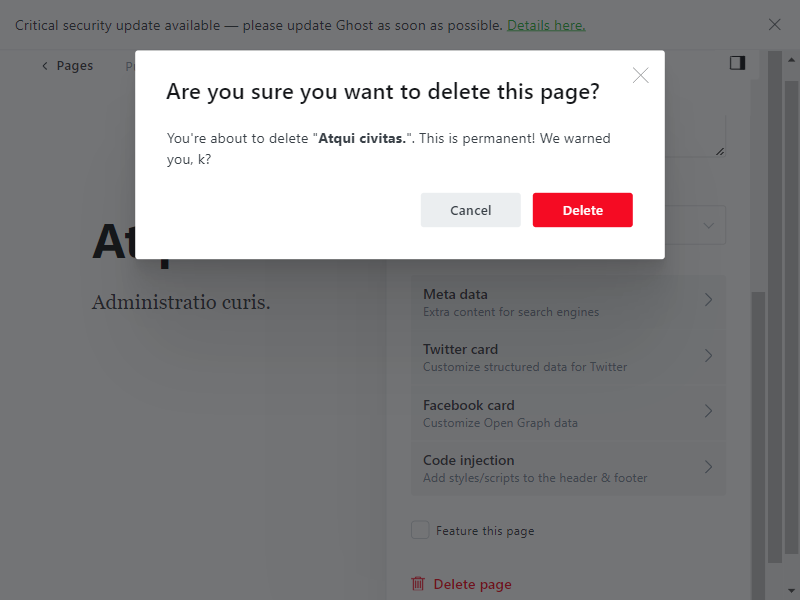 Critical security update available — please update Ghost as soon as possible. Details here.
Pages
Are you sure you want to delete this page?
You're about to delete "Atqui civitas.". This is permanent! We warned
you, k?
Cancel
Delete
Administratio curis.
Meta data
Extra content for search engines
Twitter card
Customize structured data for Twitter
Facebook card
Customize Open Graph data
Code injection
Add styles/scripts to the header & footer
Feature this page
Delete page